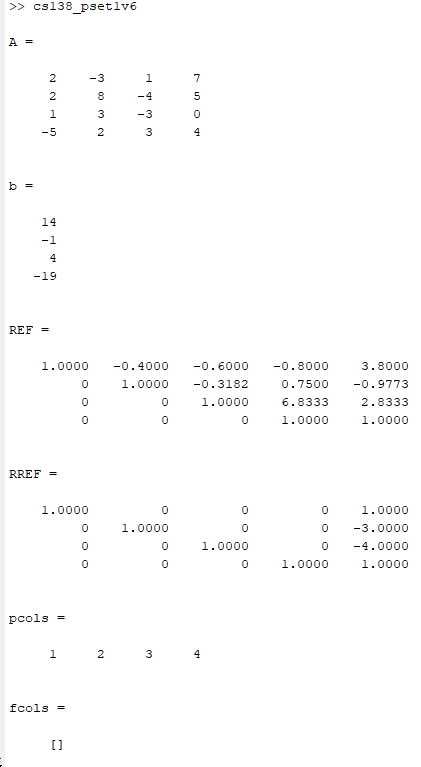 >> cs138_pset1v6
A =
2 -3 1 7
2 8 -4 5
1 3 -3 0
-5 2 3 4
b =
14
-1
4
-19
REF =
1.0000 -0.4000 -0.6000 -0.8000 3.8000
0 1.0000 -0.3182 0.7500 -0.9773
0 0 1.0000 6.8333 2.8333
0 0 0 1.0000 1.0000
RREF =
1.0000 0 0 0 1.0000
0 1.0000 0 0 -3.0000
0 0 1.0000 0 -4.0000
0 0 0 1.0000 1.0000
pcols =
1 2 3 4
fcols =
[]